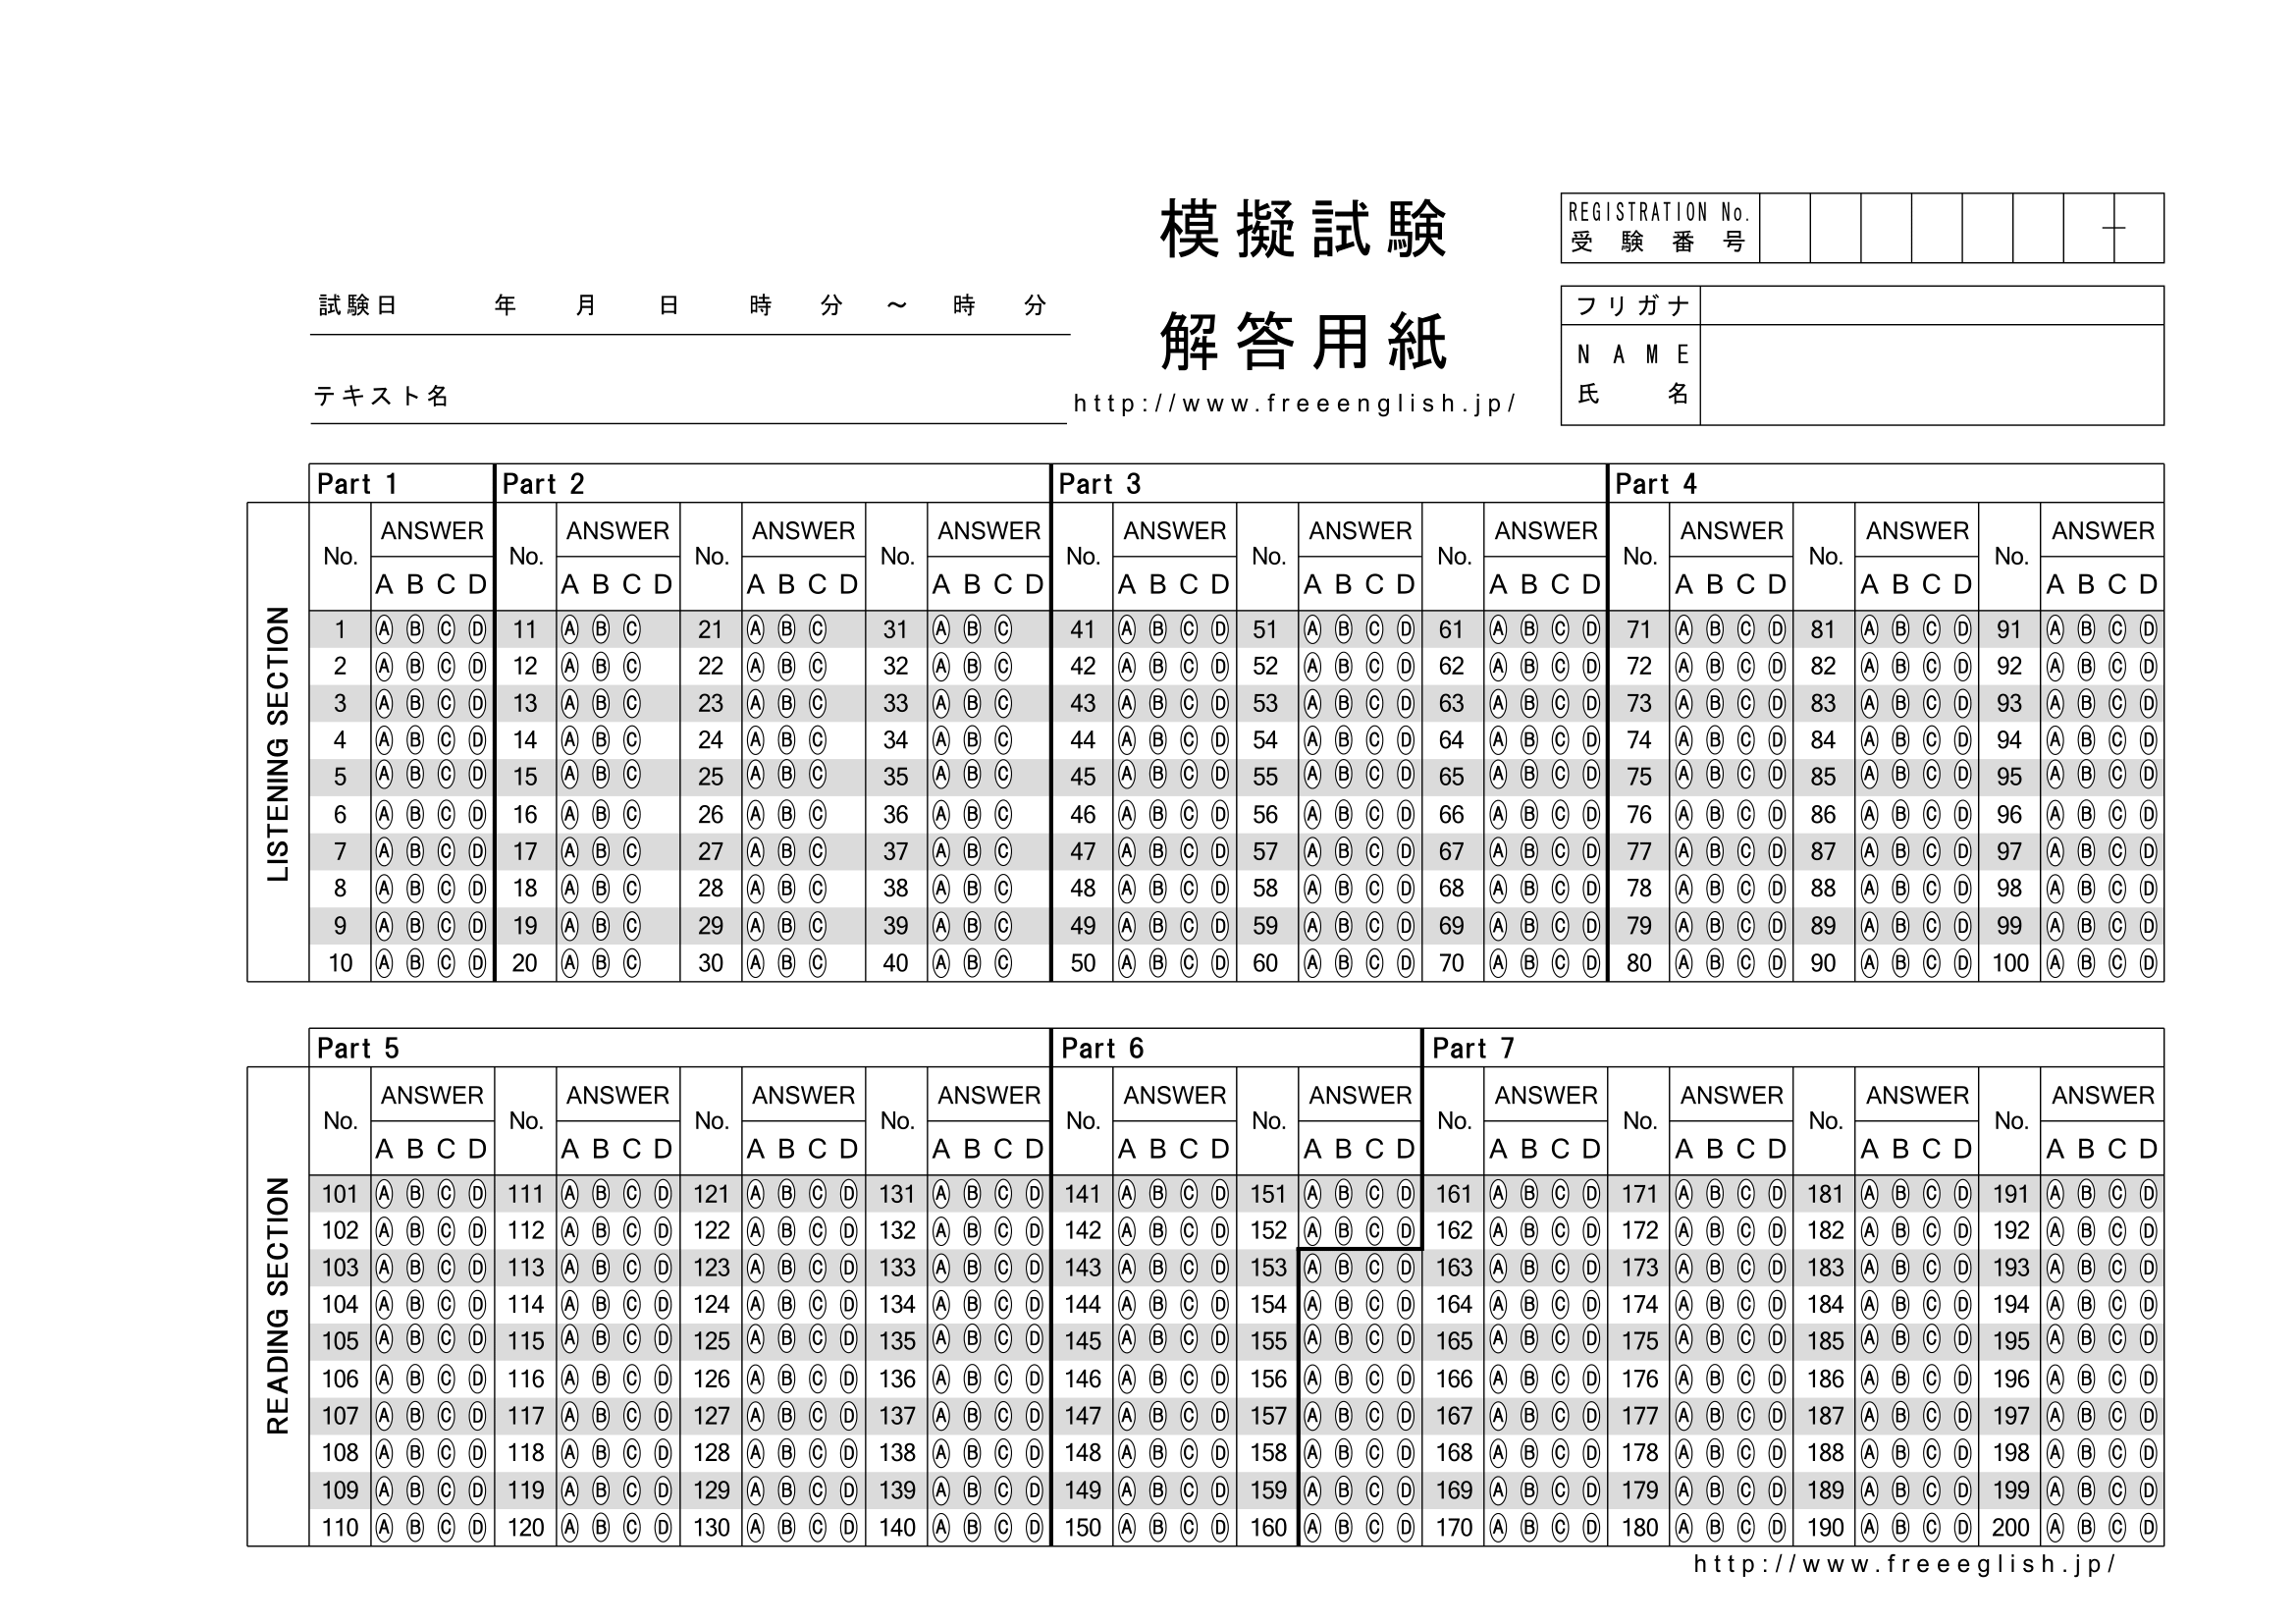 模擬試験
REGISTRATION No.
受験番号
試験日 年 月 日 時 分 ～ 時 分
解答用紙
フリガナ
NAME
氏名
テキスト名
http://www.freeenglish.jp/
Part 1 Part 2 Part 3 Part 4
LISTENING SECTION
No. ANSWER No. ANSWER No. ANSWER No. ANSWER No. ANSWER No. ANSWER No. ANSWER No. ANSWER No. ANSWER No. ANSWER
A B C D A B C D A B C D A B C D A B C D A B C D A B C D A B C D A B C D A B C D
1 A B C D 11 A B C 21 A B C 31 A B C 41 A B C D 51 A B C D 61 A B C D 71 A B C D 81 A B C D 91 A B C D
2 A B C D 12 A B C 22 A B C 32 A B C 42 A B C D 52 A B C D 62 A B C D 72 A B C D 82 A B C D 92 A B C D
3 A B C D 13 A B C 23 A B C 33 A B C 43 A B C D 53 A B C D 63 A B C D 73 A B C D 83 A B C D 93 A B C D
4 A B C D 14 A B C 24 A B C 34 A B C 44 A B C D 54 A B C D 64 A B C D 74 A B C D 84 A B C D 94 A B C D
5 A B C D 15 A B C 25 A B C 35 A B C 45 A B C D 55 A B C D 65 A B C D 75 A B C D 85 A B C D 95 A B C D
6 A B C D 16 A B C 26 A B C 36 A B C 46 A B C D 56 A B C D 66 A B C D 76 A B C D 86 A B C D 96 A B C D
7 A B C D 17 A B C 27 A B C 37 A B C 47 A B C D 57 A B C D 67 A B C D 77 A B C D 87 A B C D 97 A B C D
8 A B C D 18 A B C 28 A B C 38 A B C 48 A B C D 58 A B C D 68 A B C D 78 A B C D 88 A B C D 98 A B C D
9 A B C D 19 A B C 29 A B C 39 A B C 49 A B C D 59 A B C D 69 A B C D 79 A B C D 89 A B C D 99 A B C D
10 A B C D 20 A B C 30 A B C 40 A B C 50 A B C D 60 A B C D 70 A B C D 80 A B C D 90 A B C D 100 A B C D
Part 5 Part 6 Part 7
READING SECTION
No. ANSWER No. ANSWER No. ANSWER No. ANSWER No. ANSWER No. ANSWER No. ANSWER No. ANSWER No. ANSWER No. ANSWER
A B C D A B C D A B C D A B C D A B C D A B C D A B C D A B C D A B C D A B C D
101 A B C D 111 A B C D 121 A B C D 131 A B C D 141 A B C D 151 A B C D 161 A B C D 171 A B C D 181 A B C D 191 A B C D
102 A B C D 112 A B C D 122 A B C D 132 A B C D 142 A B C D 152 A B C D 162 A B C D 172 A B C D 182 A B C D 192 A B C D
103 A B C D 113 A B C D 123 A B C D 133 A B C D 143 A B C D 153 A B C D 163 A B C D 173 A B C D 183 A B C D 193 A B C D
104 A B C D 114 A B C D 124 A B C D 134 A B C D 144 A B C D 154 A B C D 164 A B C D 174 A B C D 184 A B C D 194 A B C D
105 A B C D 115 A B C D 125 A B C D 135 A B C D 145 A B C D 155 A B C D 165 A B C D 175 A B C D 185 A B C D 195 A B C D
106 A B C D 116 A B C D 126 A B C D 136 A B C D 146 A B C D 156 A B C D 166 A B C D 176 A B C D 186 A B C D 196 A B C D
107 A B C D 117 A B C D 127 A B C D 137 A B C D 147 A B C D 157 A B C D 167 A B C D 177 A B C D 187 A B C D 197 A B C D
108 A B C D 118 A B C D 128 A B C D 138 A B C D 148 A B C D 158 A B C D 168 A B C D 178 A B C D 188 A B C D 198 A B C D
109 A B C D 119 A B C D 129 A B C D 139 A B C D 149 A B C D 159 A B C D 169 A B C D 179 A B C D 189 A B C D 199 A B C D
110 A B C D 120 A B C D 130 A B C D 140 A B C D 150 A B C D 160 A B C D 170 A B C D 180 A B C D 190 A B C D 200 A B C D
http://www.freeeglish.jp/